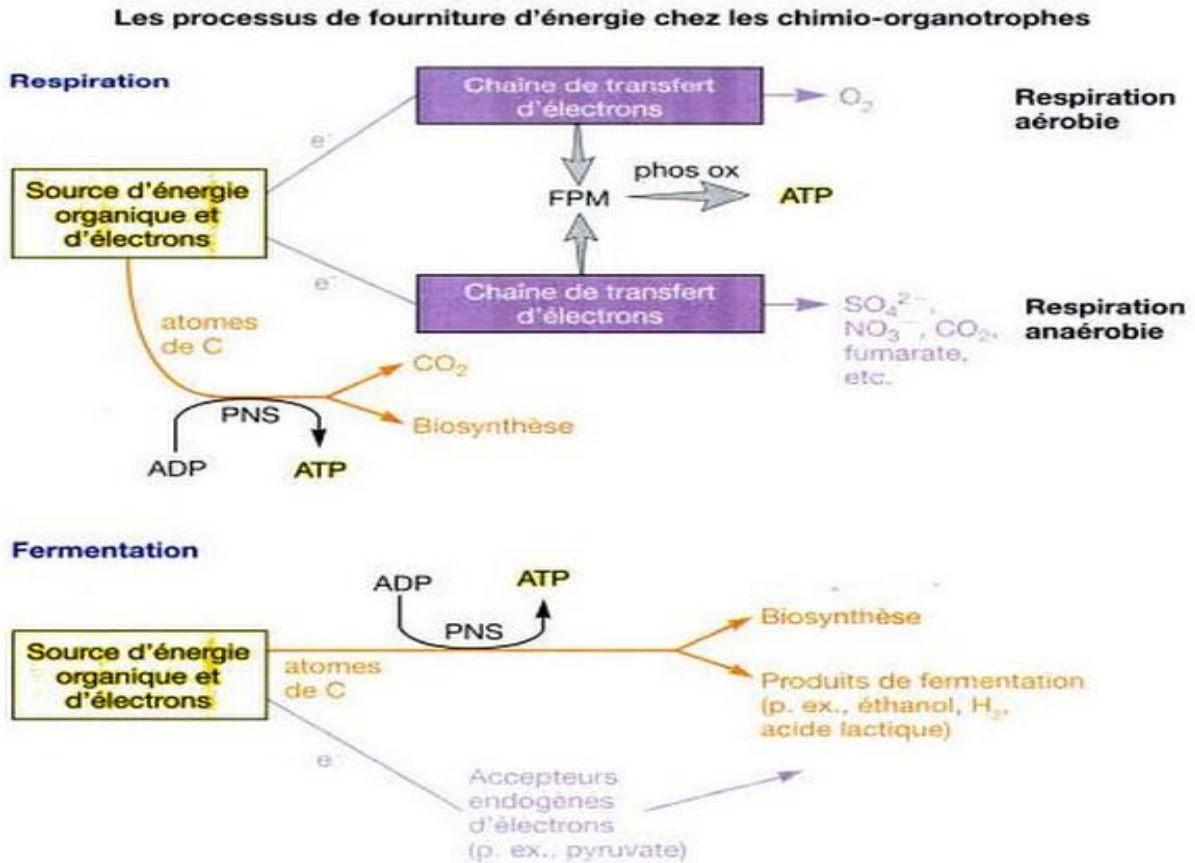 Les processus de fourniture d'énergie chez les chimio-organotrophes
Respiration
Chaîne de transfert
d'électrons
O₂
Respiration
aérobie
e⁻
Source d'énergie
organique et
d'électrons
FPM
phos ox
ATP
e⁻
Chaîne de transfert
d'électrons
SO₄²⁻,
NO₃⁻, CO₂,
fumarate,
etc.
Respiration
anaérobie
atomes
de C
CO₂
PNS
Biosynthèse
ADP
ATP
Fermentation
ADP
ATP
PNS
Source d'énergie
organique et
d'électrons
atomes
de C
Biosynthèse
Produits de fermentation
(p. ex., éthanol, H₂,
acide lactique)
e⁻
Accepteurs
endogènes
d'électrons
(p. ex., pyruvate)